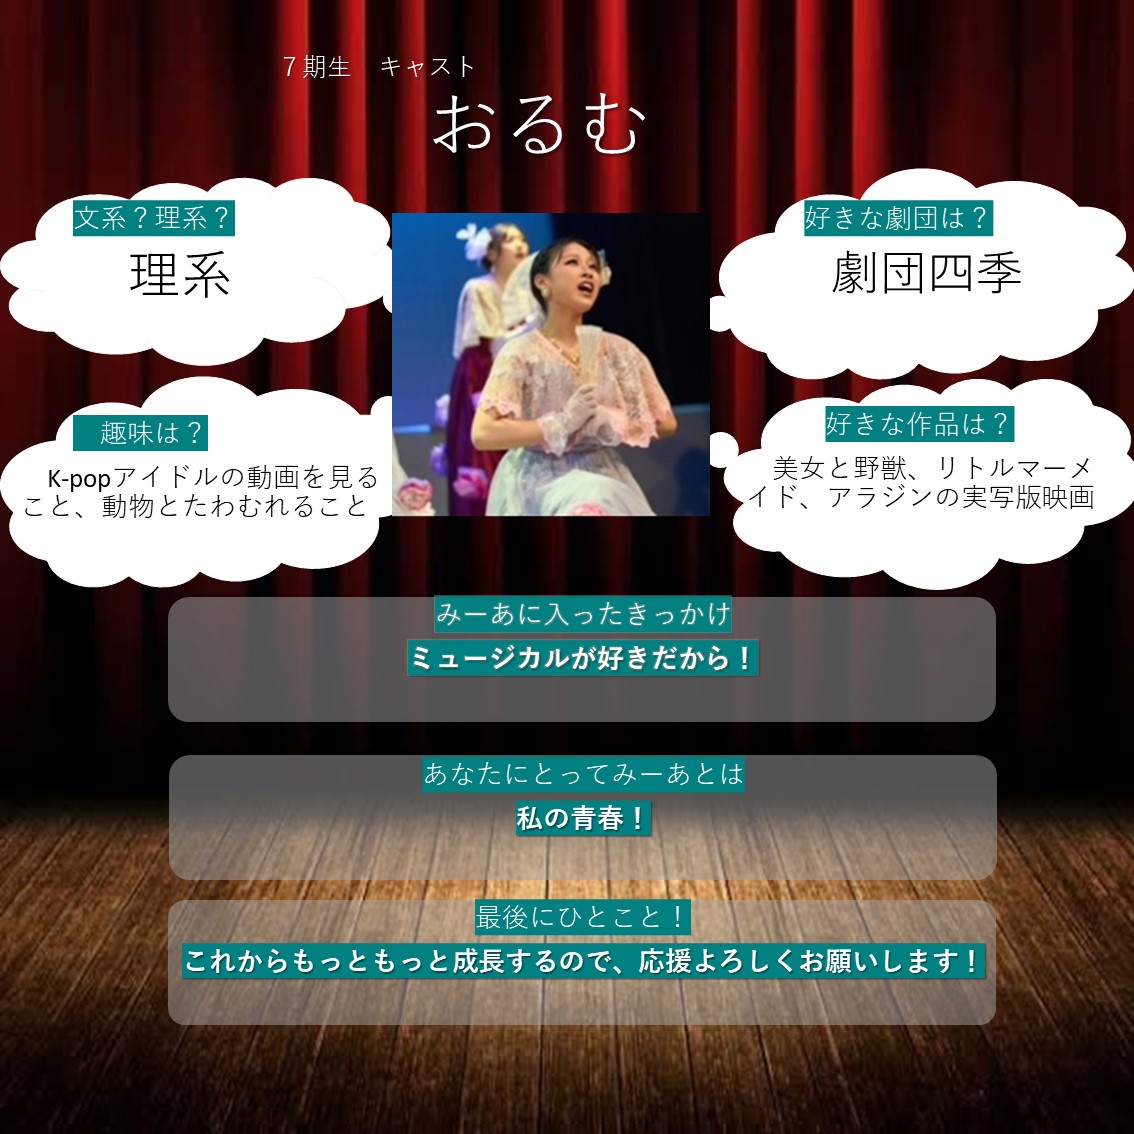 ７期生　キャスト
おるむ
文系？理系？
理系
好きな劇団は？
劇団四季
趣味は？
K-popアイドルの動画を見る
こと、動物とたわむれること
好きな作品は？
美女と野獣、リトルマーメ
イド、アラジンの実写版映画
みーあに入ったきっかけ
ミュージカルが好きだから！
あなたにとってみーあとは
私の青春！
最後にひとこと！
これからもっともっと成長するので、応援よろしくお願いします！